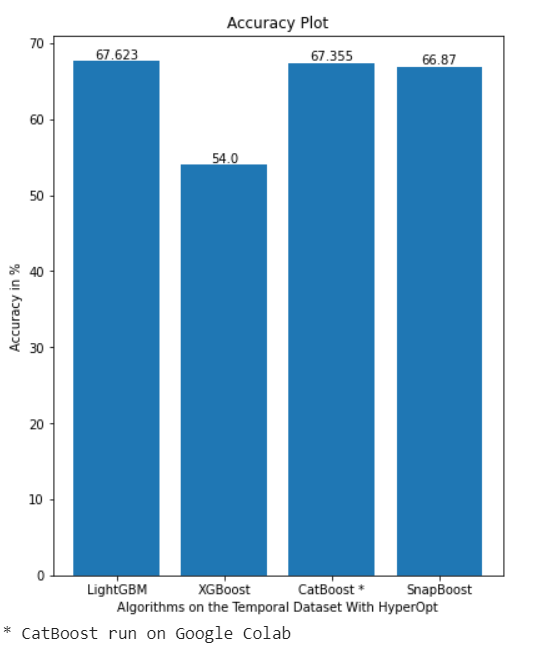 Accuracy Plot
67.623
54.0
67.355
66.87
70
60
50
40
30
20
10
0
Accuracy in %
LightGBM
XGBoost
CatBoost *
SnapBoost
Algorithms on the Temporal Dataset With HyperOpt
* CatBoost run on Google Colab